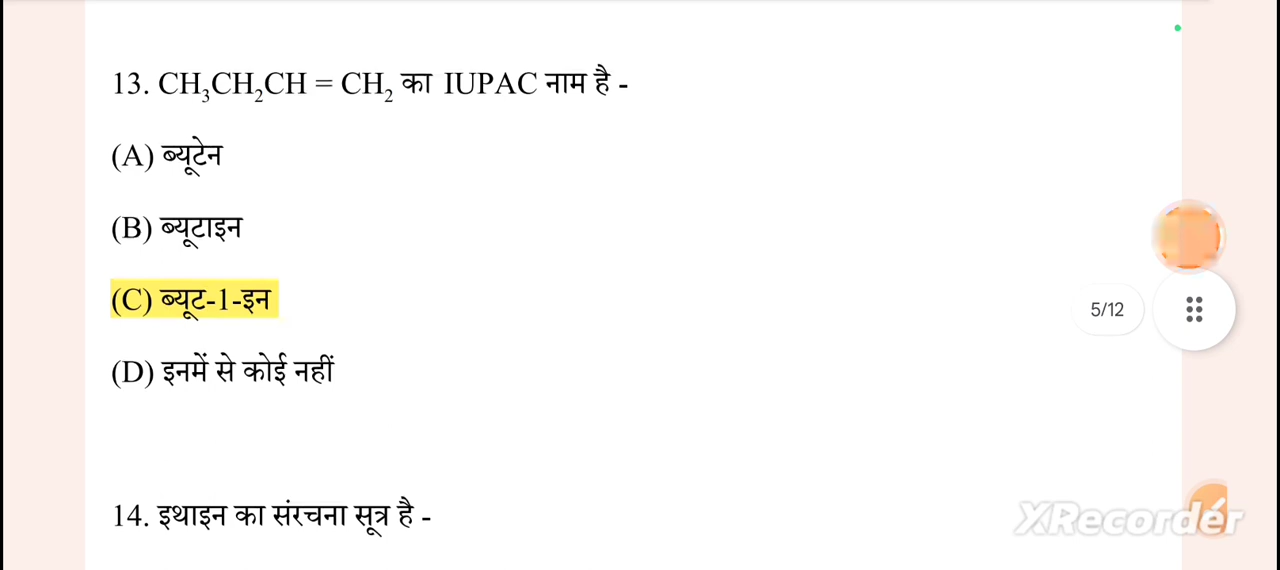 13. CH₃CH₂CH = CH₂ का IUPAC नाम है -
(A) ब्यूटेन
(B) ब्यूटाइन
(C) ब्यूट-1-इन
5/12
(D) इनमें से कोई नहीं
14. इथाइन का संरचना सूत्र है -
XRecorder